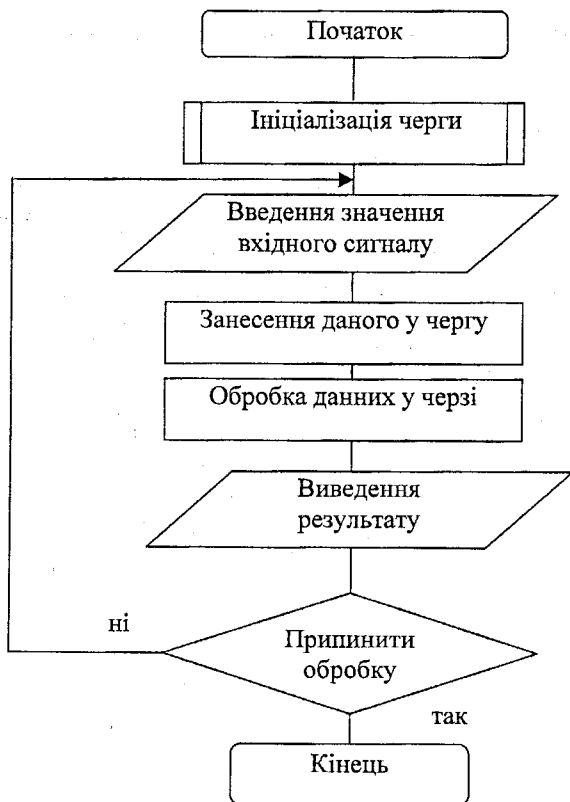 Початок
Ініціалізація черги
Введення значення
вхідного сигналу
Занесення даного у чергу
Обробка данних у черзі
Виведення
результату
ні
Припинити
обробку
так
Кінець